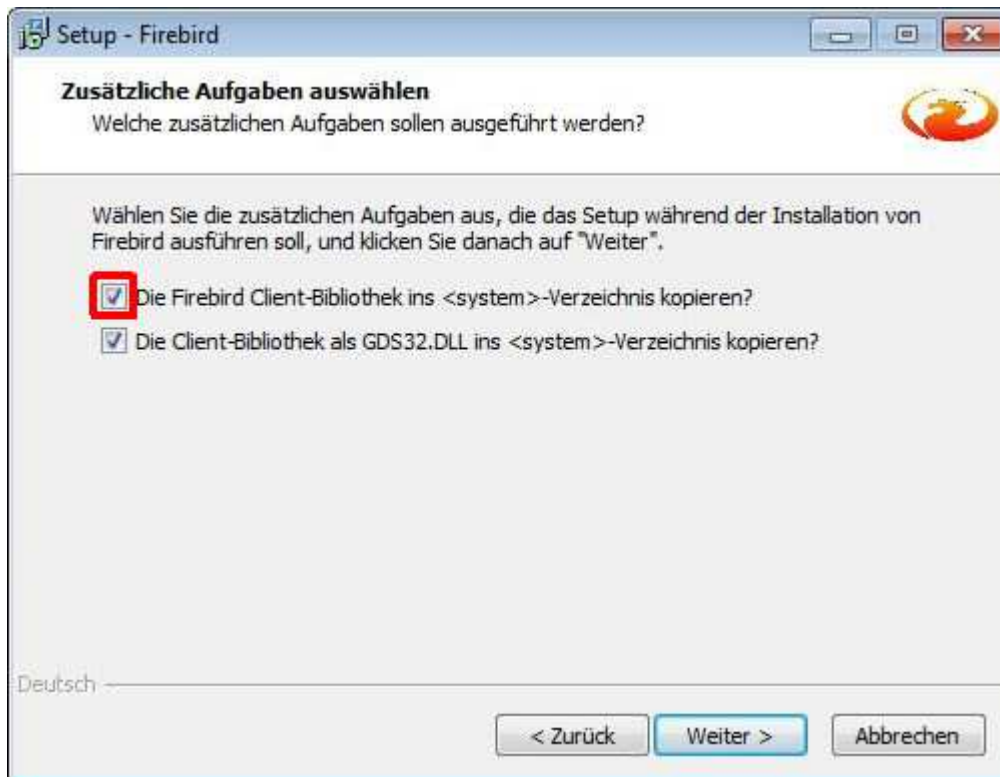 Setup - Firebird
Zusätzliche Aufgaben auswählen
Welche zusätzlichen Aufgaben sollen ausgeführt werden?
Wählen Sie die zusätzlichen Aufgaben aus, die das Setup während der Installation von
Firebird ausführen soll, und klicken Sie danach auf "Weiter".
Die Firebird Client-Bibliothek ins <system>-Verzeichnis kopieren?
Die Client-Bibliothek als GDS32.DLL ins <system>-Verzeichnis kopieren?
Deutsch
< Zurück Weiter > Abbrechen